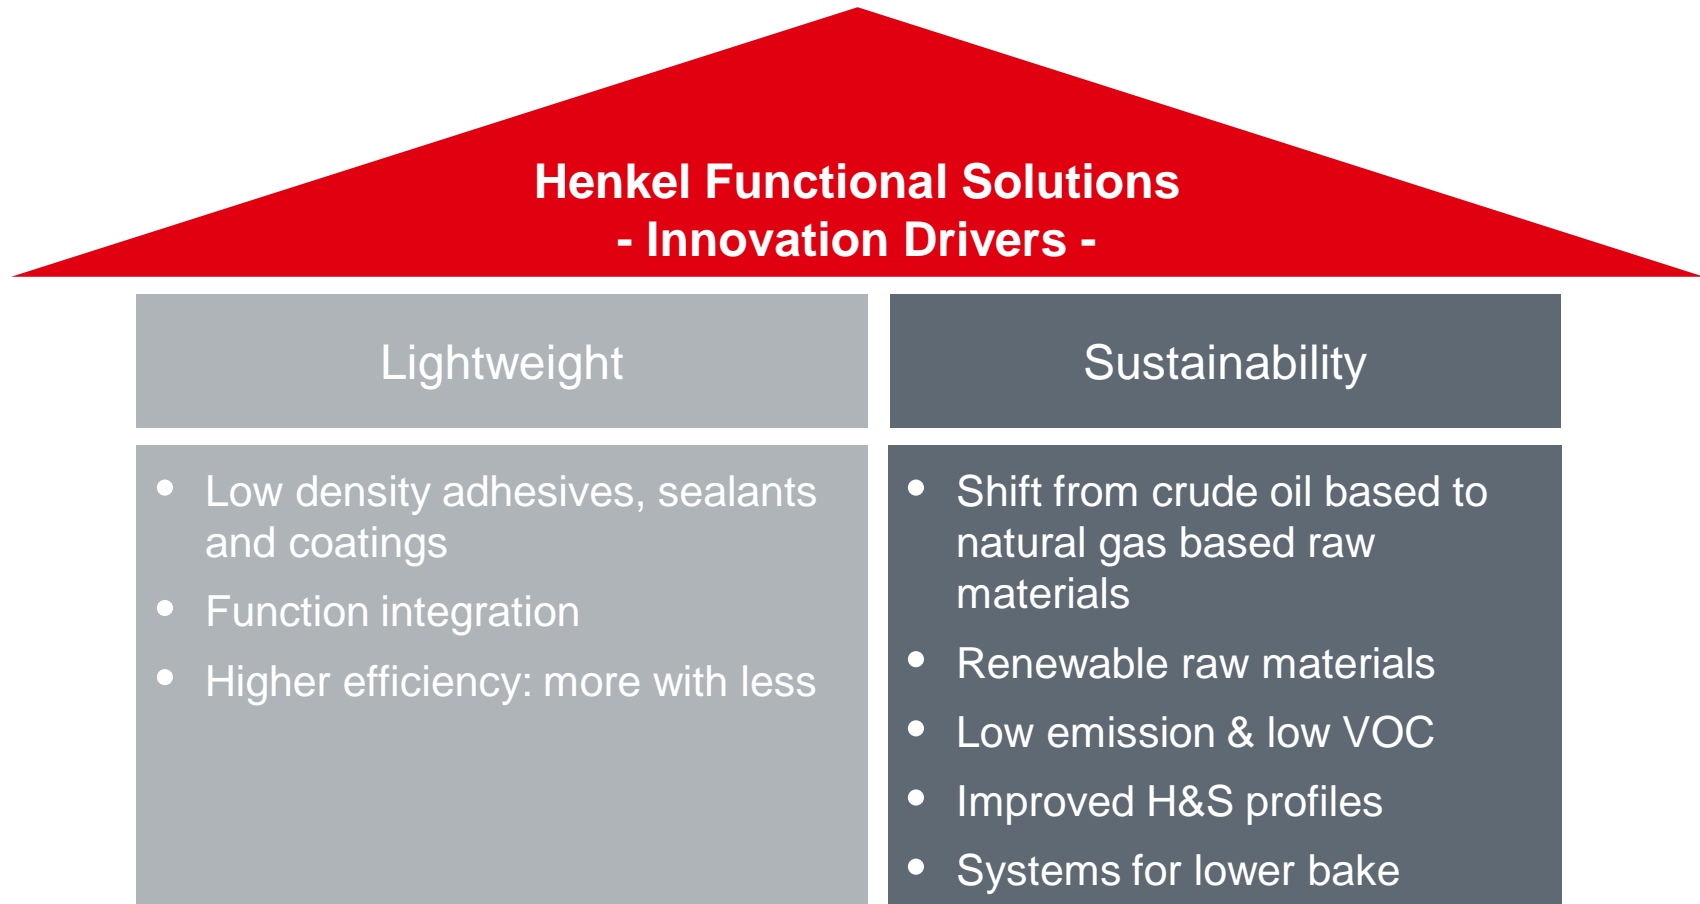 Henkel Functional Solutions
- Innovation Drivers -
Lightweight
Sustainability
• Low density adhesives, sealants
and coatings
• Function integration
• Higher efficiency: more with less
• Shift from crude oil based to
natural gas based raw
materials
• Renewable raw materials
• Low emission & low VOC
• Improved H&S profiles
• Systems for lower bake